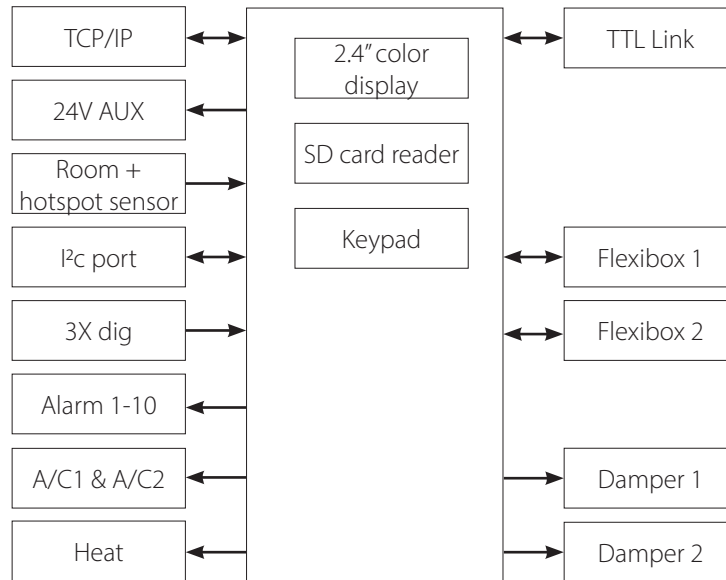 TCP/IP
24V AUX
Room +
hotspot sensor
I²c port
3X dig
Alarm 1-10
A/C1 & A/C2
Heat
2.4” color
display
SD card reader
Keypad
TTL Link
Flexibox 1
Flexibox 2
Damper 1
Damper 2